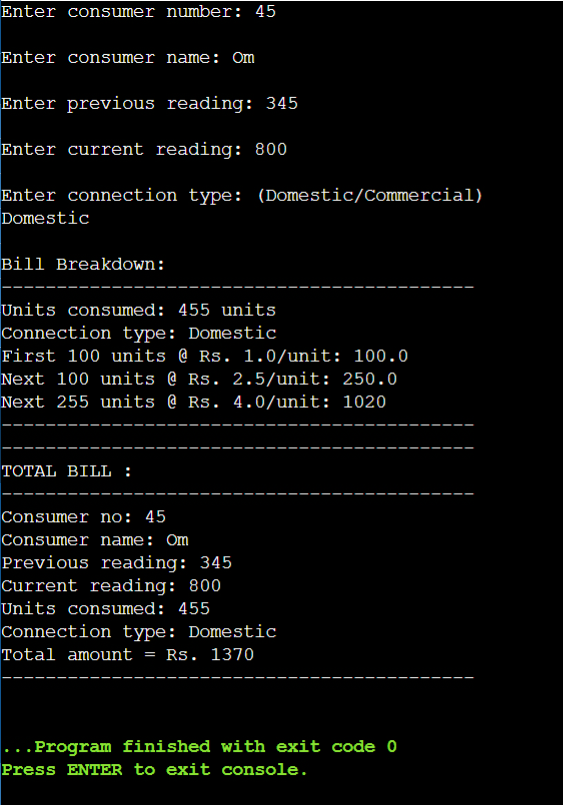 Enter consumer number: 45
Enter consumer name: Om
Enter previous reading: 345
Enter current reading: 800
Enter connection type: (Domestic/Commercial)
Domestic
Bill Breakdown:
-------------------------------------------
Units consumed: 455 units
Connection type: Domestic
First 100 units @ Rs. 1.0/unit: 100.0
Next 100 units @ Rs. 2.5/unit: 250.0
Next 255 units @ Rs. 4.0/unit: 1020
-------------------------------------------
-------------------------------------------
TOTAL BILL :
-------------------------------------------
Consumer no: 45
Consumer name: Om
Previous reading: 345
Current reading: 800
Units consumed: 455
Connection type: Domestic
Total amount = Rs. 1370
-------------------------------------------
...Program finished with exit code 0
Press ENTER to exit console.